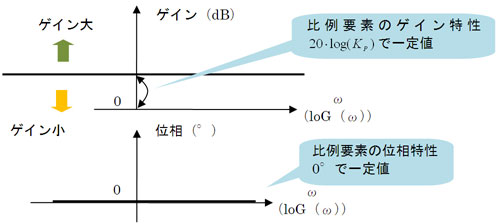 ゲイン大
ゲイン（dB）
比例要素のゲイン特性
20·log(K_P)で一定値
0
ω
(loG（ω）)
ゲイン小
位相（°）
比例要素の位相特性
0°で一定値
0
ω
(loG（ω）)